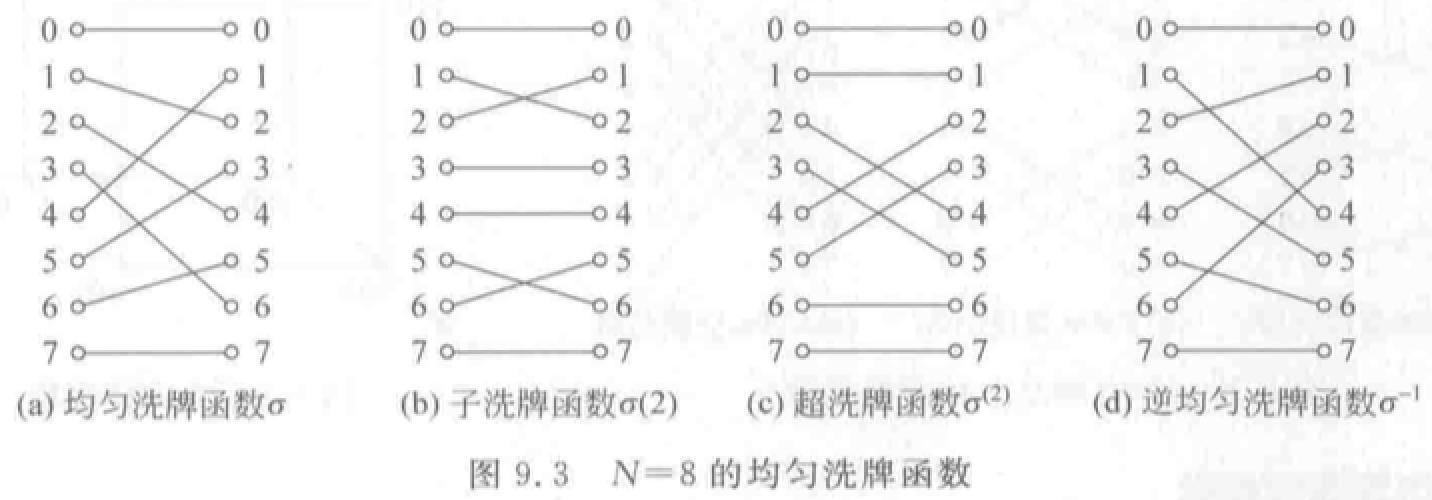 0 0 0 0 0 0 0 0
1 1 1 1 1 1 1 1
2 2 2 2 2 2 2 2
3 3 3 3 3 3 3 3
4 4 4 4 4 4 4 4
5 5 5 5 5 5 5 5
6 6 6 6 6 6 6 6
7 7 7 7 7 7 7 7
(a) 均匀洗牌函数σ (b) 子洗牌函数σ(2) (c) 超洗牌函数σ⁽²⁾ (d) 逆均匀洗牌函数σ⁻¹
图 9.3 N=8 的均匀洗牌函数